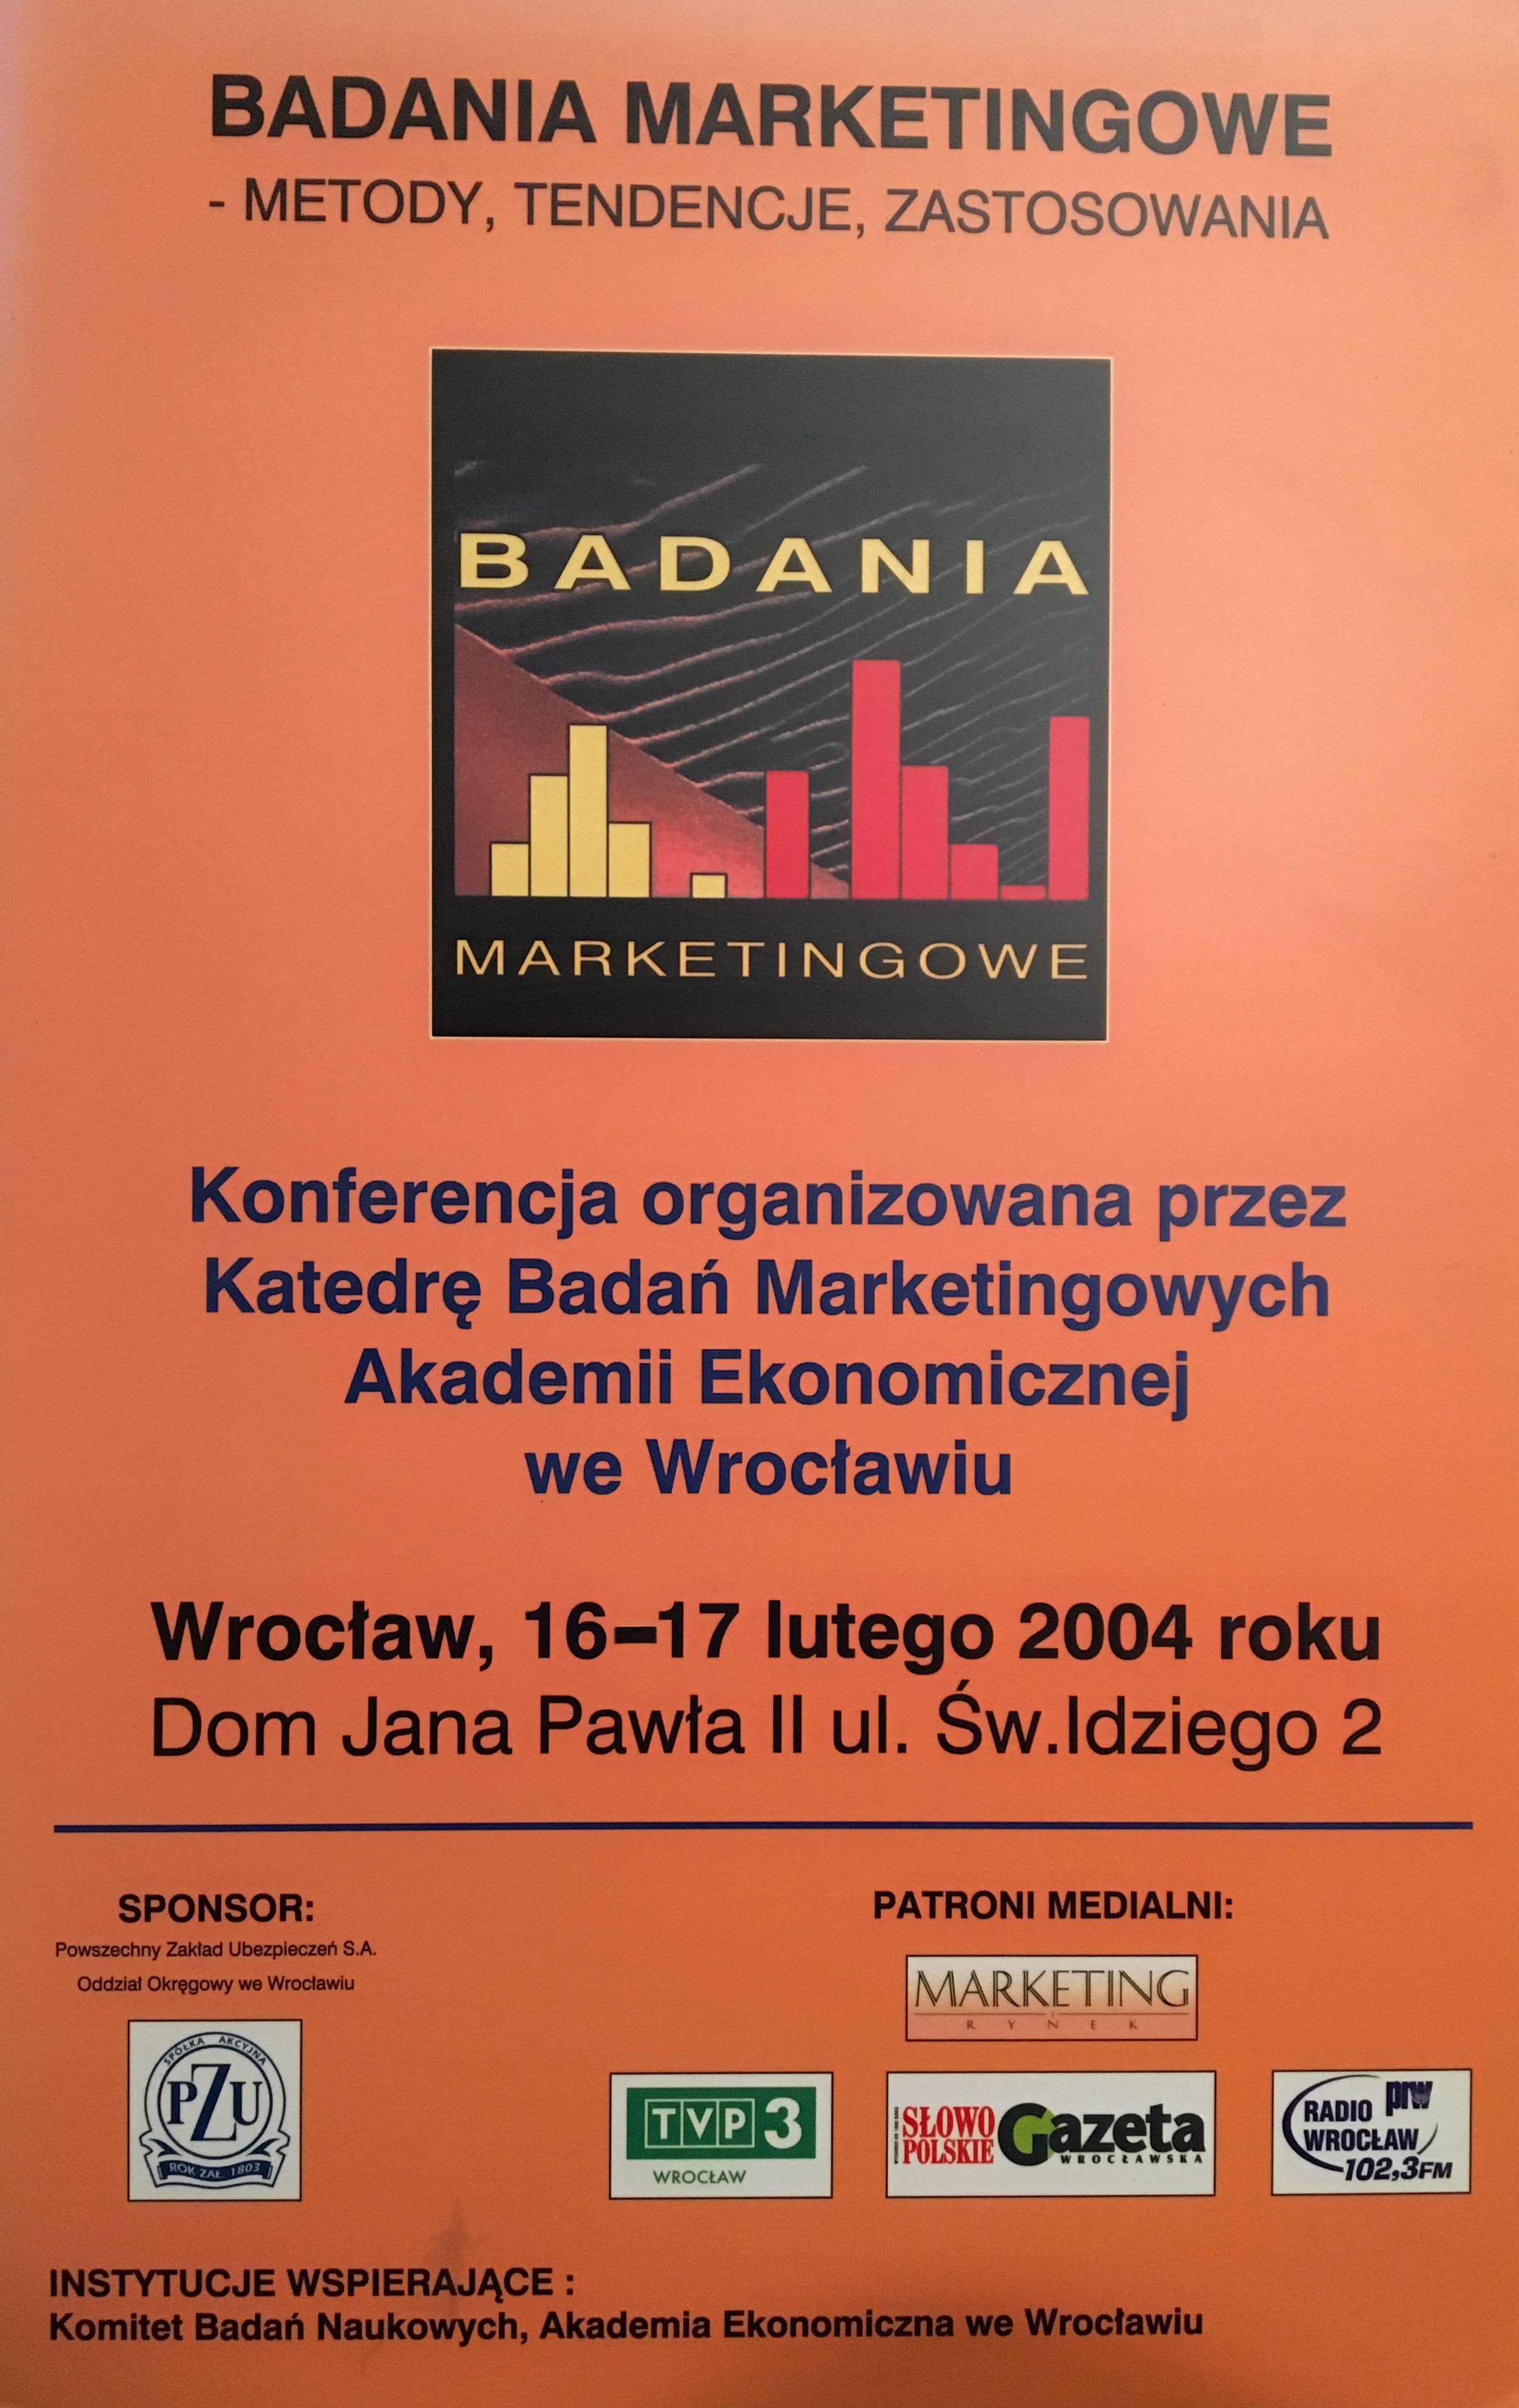 BADANIA MARKETINGOWE
- METODY, TENDENCJE, ZASTOSOWANIA
BADANIA
MARKETINGOWE
Konferencja organizowana przez
Katedrę Badań Marketingowych
Akademii Ekonomicznej
we Wrocławiu
Wrocław, 16–17 lutego 2004 roku
Dom Jana Pawła II ul. Św.Idziego 2
SPONSOR:
Powszechny Zakład Ubezpieczeń S.A.
Oddział Okręgowy we Wrocławiu
SPÓŁKA AKCYJNA
PZU
ROK ZAŁ. 1803
PATRONI MEDIALNI:
MARKETING
i
RYNEK
TVP3
WROCŁAW
SŁOWO
POLSKIE
Gazeta
WROCŁAWSKA
prw
RADIO
WROCŁAW
102,3FM
INSTYTUCJE WSPIERAJĄCE :
Komitet Badań Naukowych, Akademia Ekonomiczna we Wrocławiu